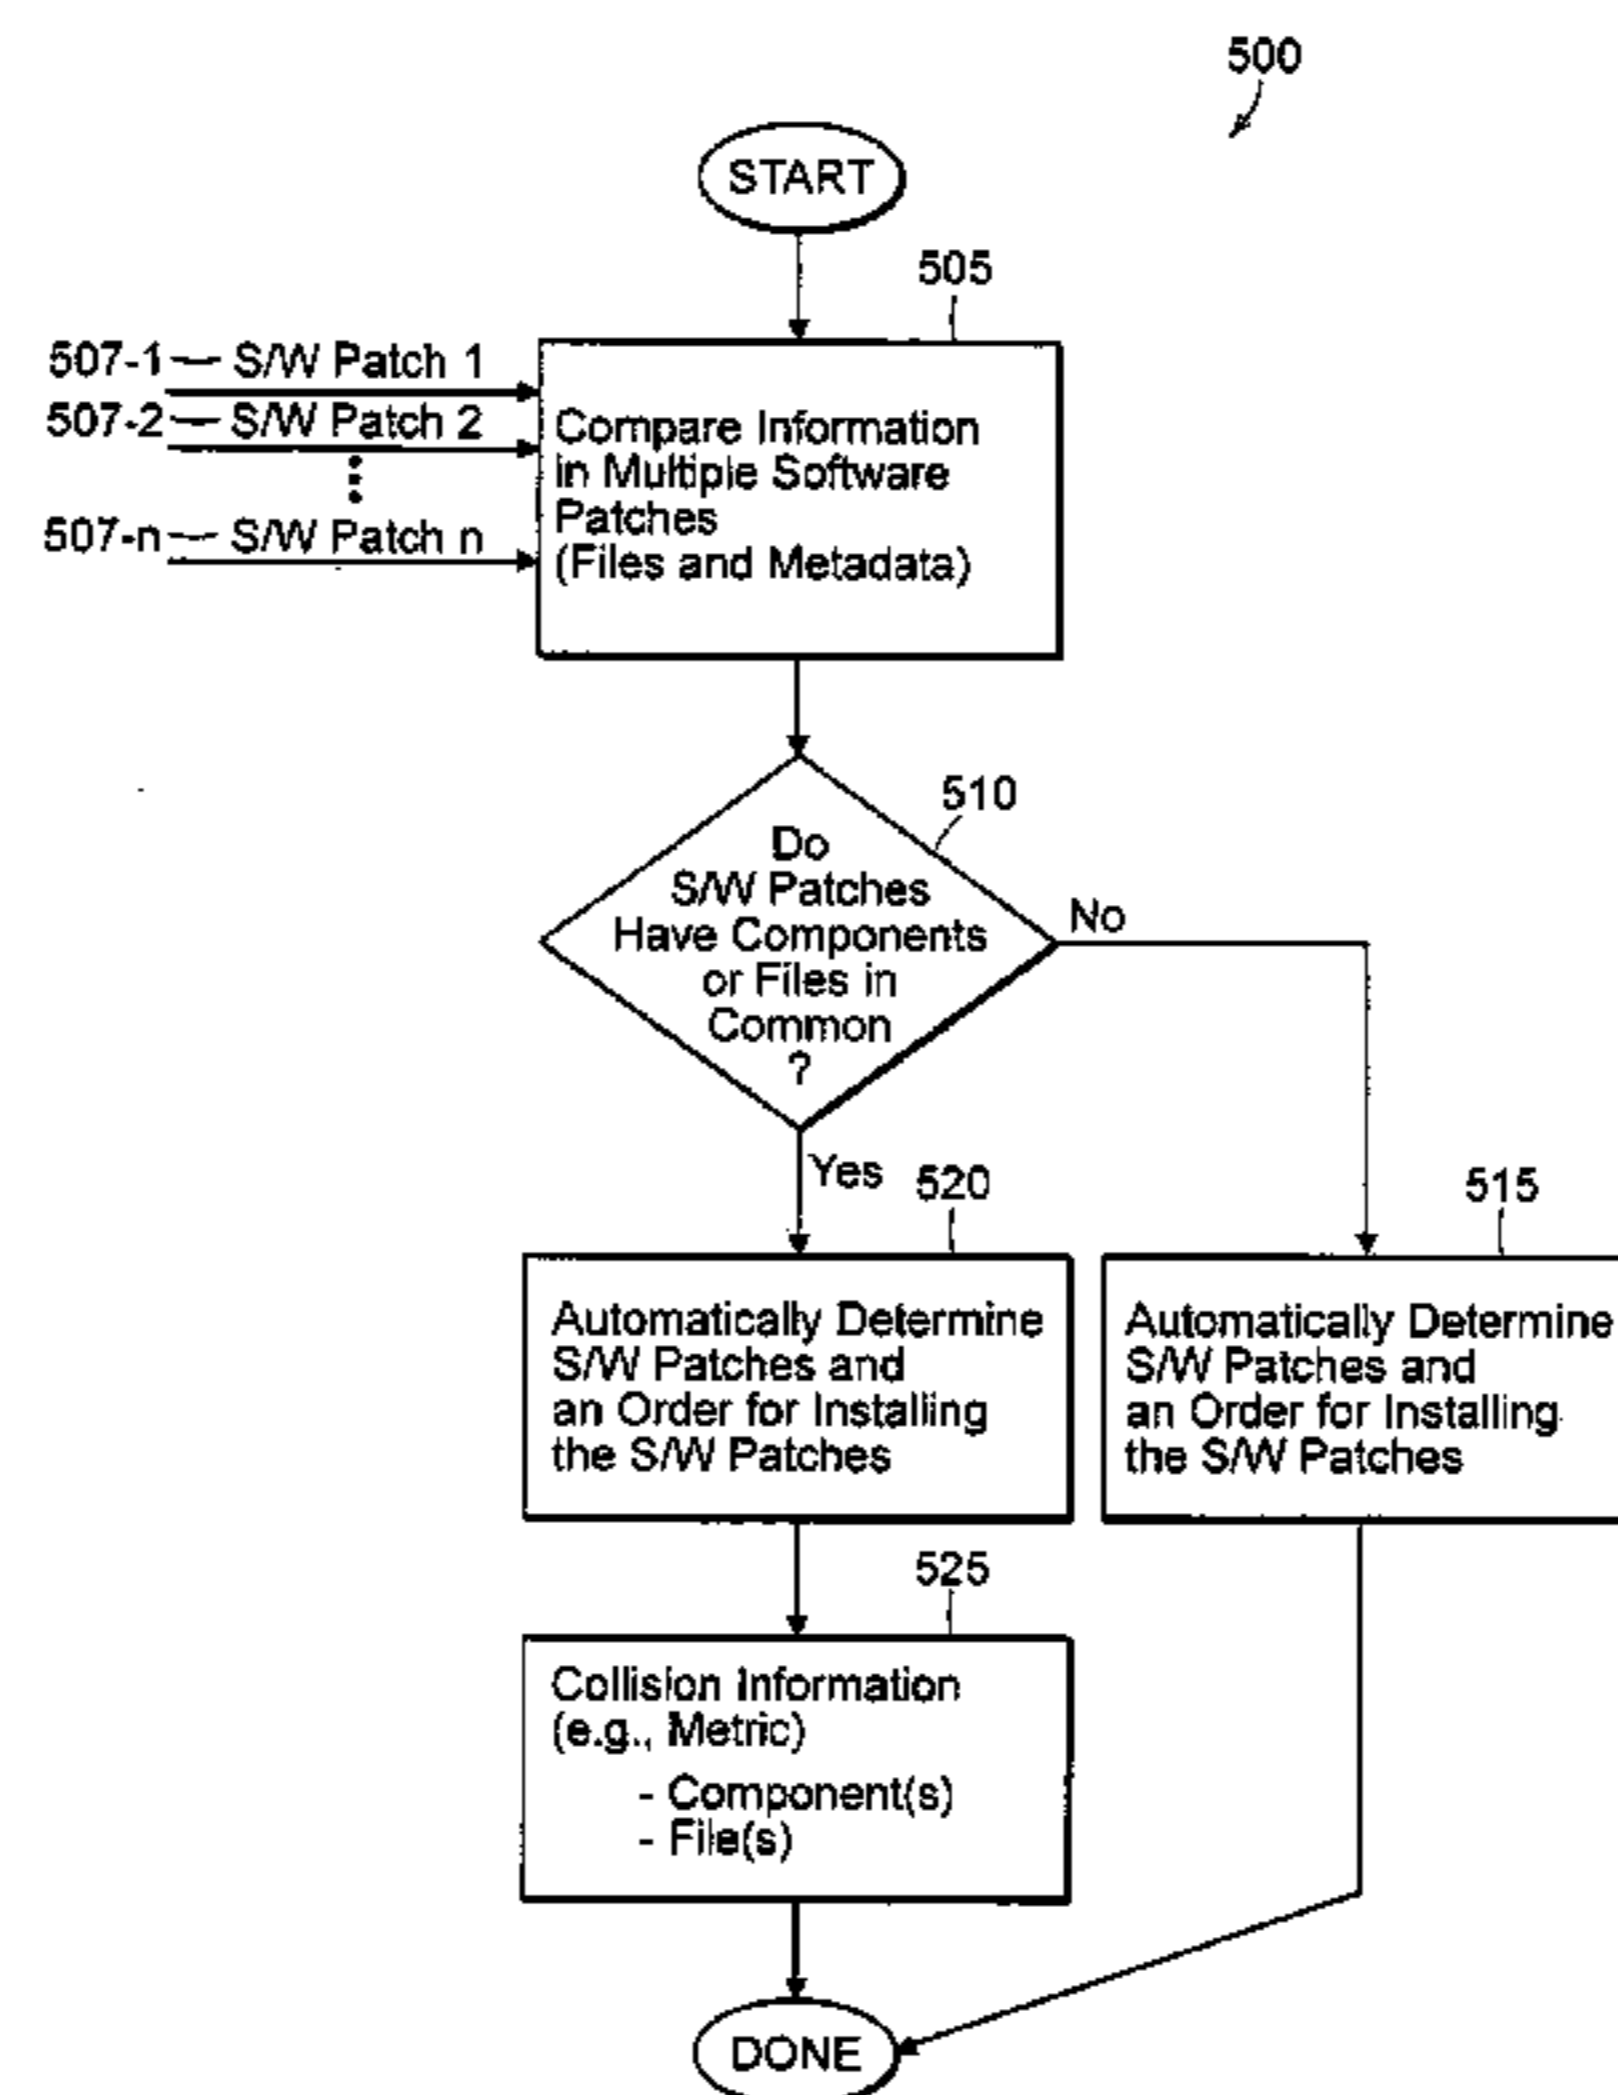 500
START
505
507-1 — S/W Patch 1
507-2 — S/W Patch 2
507-n — S/W Patch n
Compare Information
in Multiple Software
Patches
(Files and Metadata)
510
Do
S/W Patches
Have Components
or Files in
Common
?
No
Yes
520
515
Automatically Determine
S/W Patches and
an Order for Installing
the S/W Patches
Automatically Determine
S/W Patches and
an Order for Installing
the S/W Patches
525
Collision Information
(e.g., Metric)
- Component(s)
- File(s)
DONE